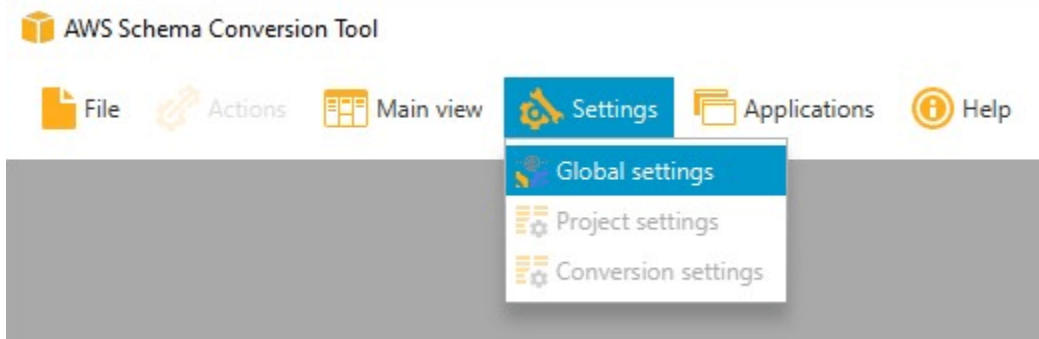 AWS Schema Conversion Tool
File Actions Main view Settings Applications Help
Global settings
Project settings
Conversion settings